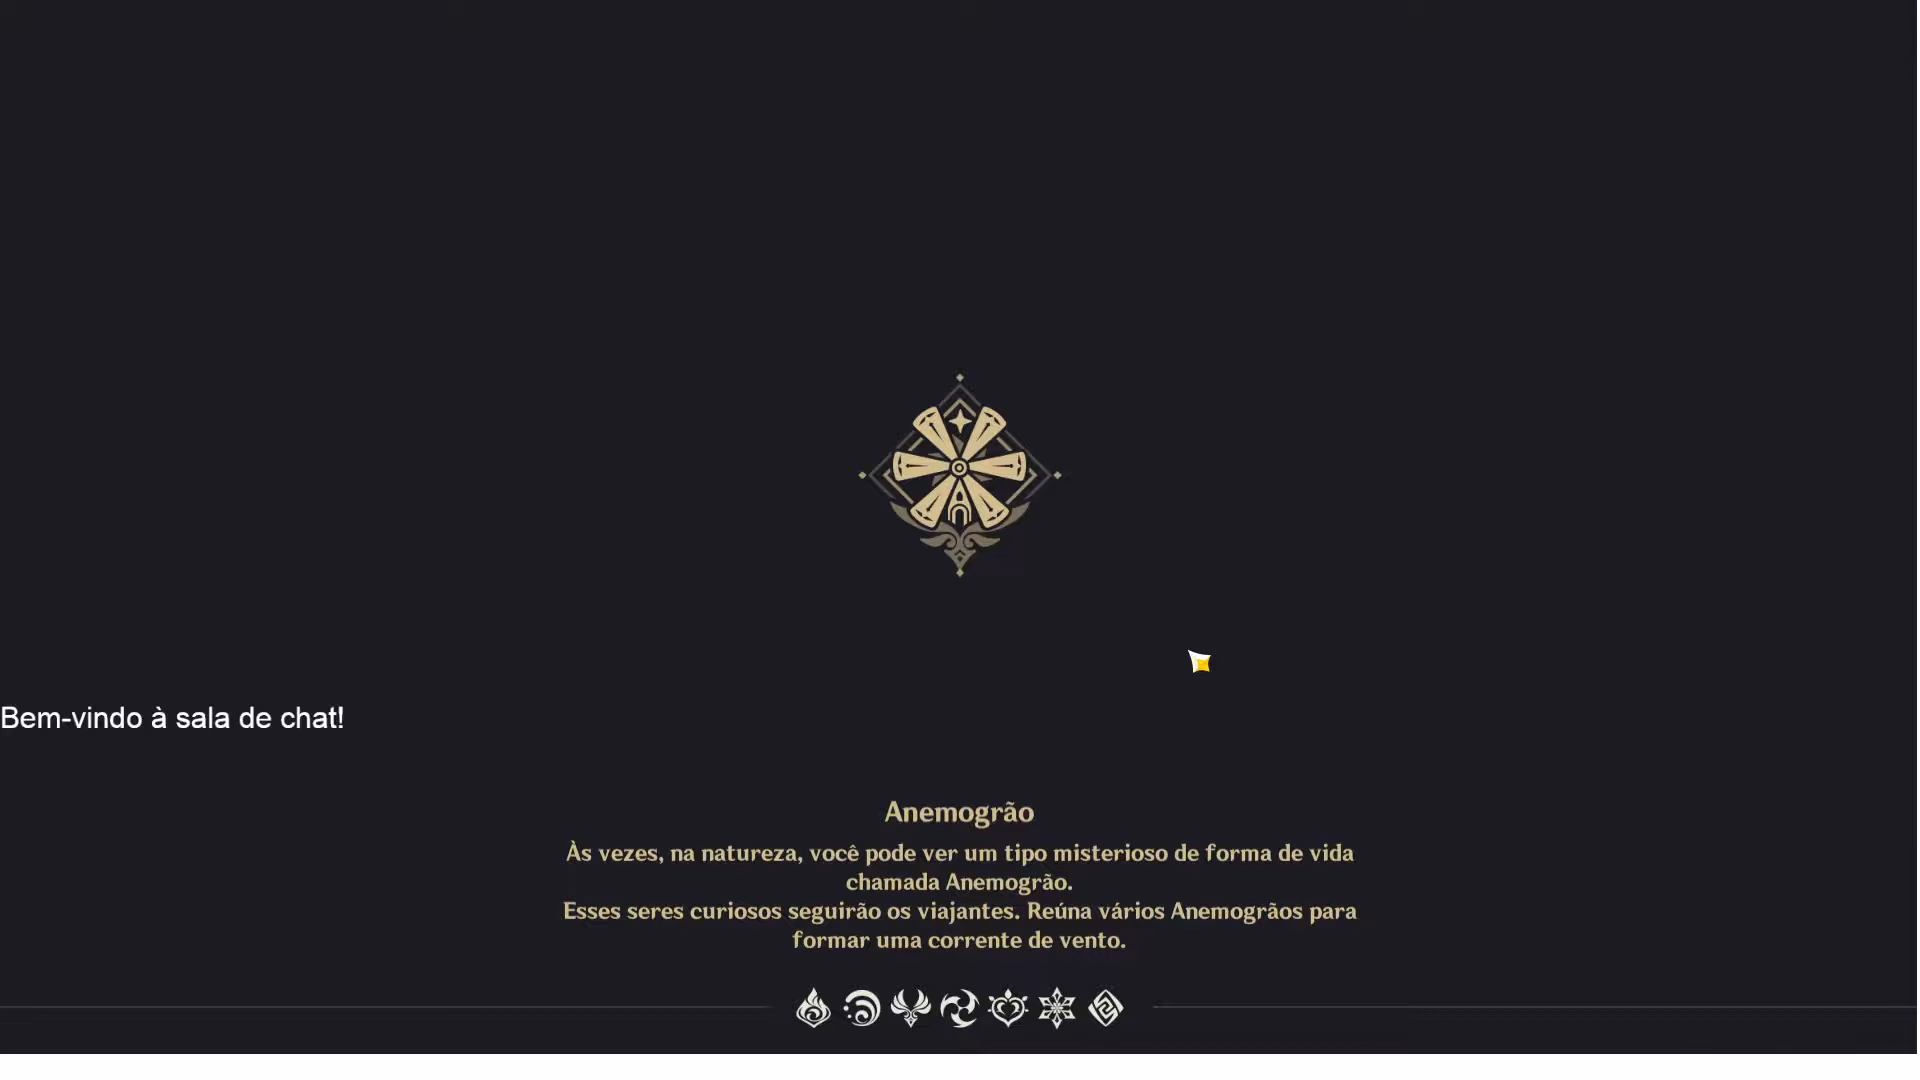 Bem-vindo à sala de chat!
Anemogrão
Às vezes, na natureza, você pode ver um tipo misterioso de forma de vida
chamada Anemogrão.
Esses seres curiosos seguirão os viajantes. Reúna vários Anemogrãos para
formar uma corrente de vento.